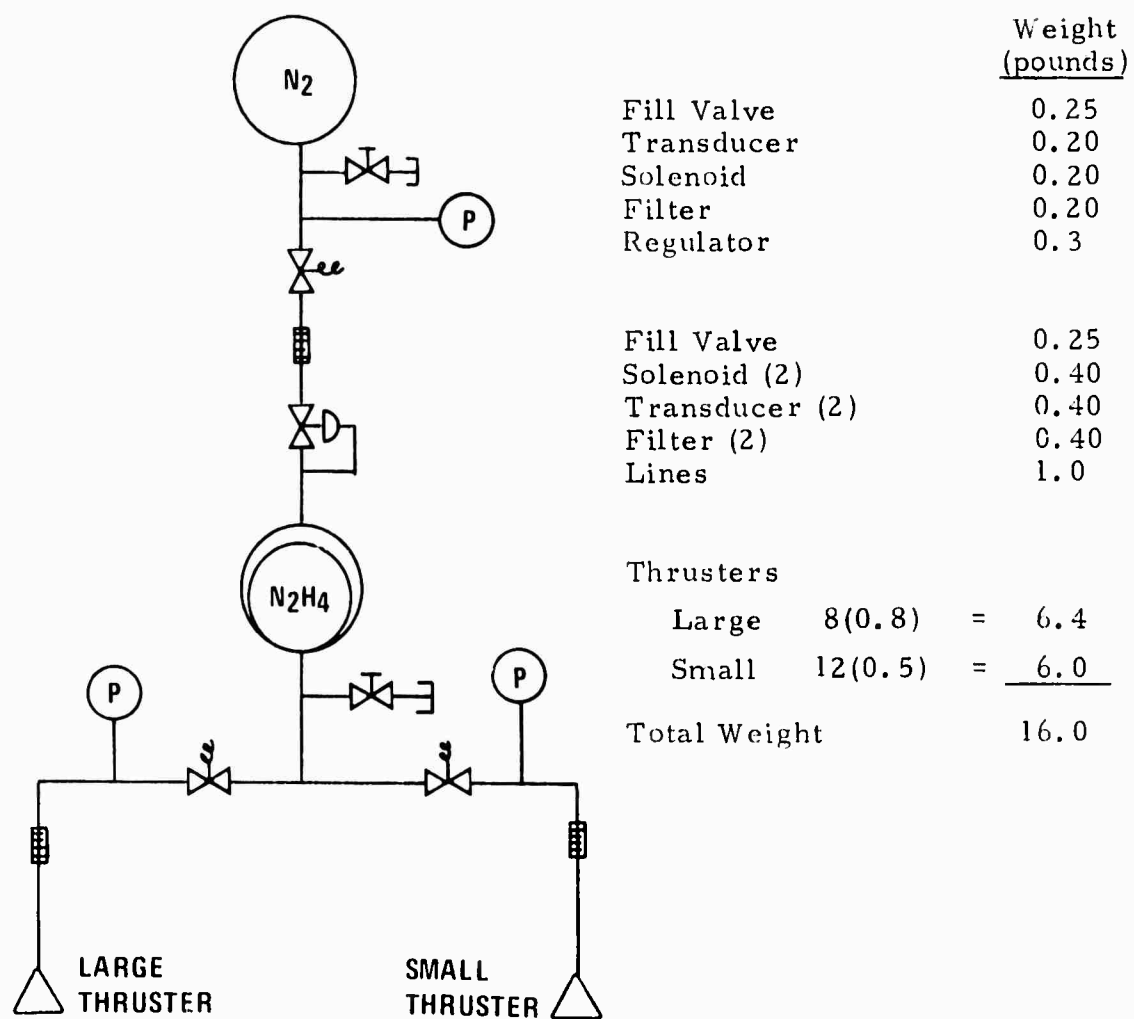 N2
P
N2H4
P
P
LARGE
THRUSTER
SMALL
THRUSTER
Weight
(pounds)
Fill Valve 0.25
Transducer 0.20
Solenoid 0.20
Filter 0.20
Regulator 0.3
Fill Valve 0.25
Solenoid (2) 0.40
Transducer (2) 0.40
Filter (2) 0.40
Lines 1.0
Thrusters
Large 8(0.8) = 6.4
Small 12(0.5) = 6.0
Total Weight 16.0